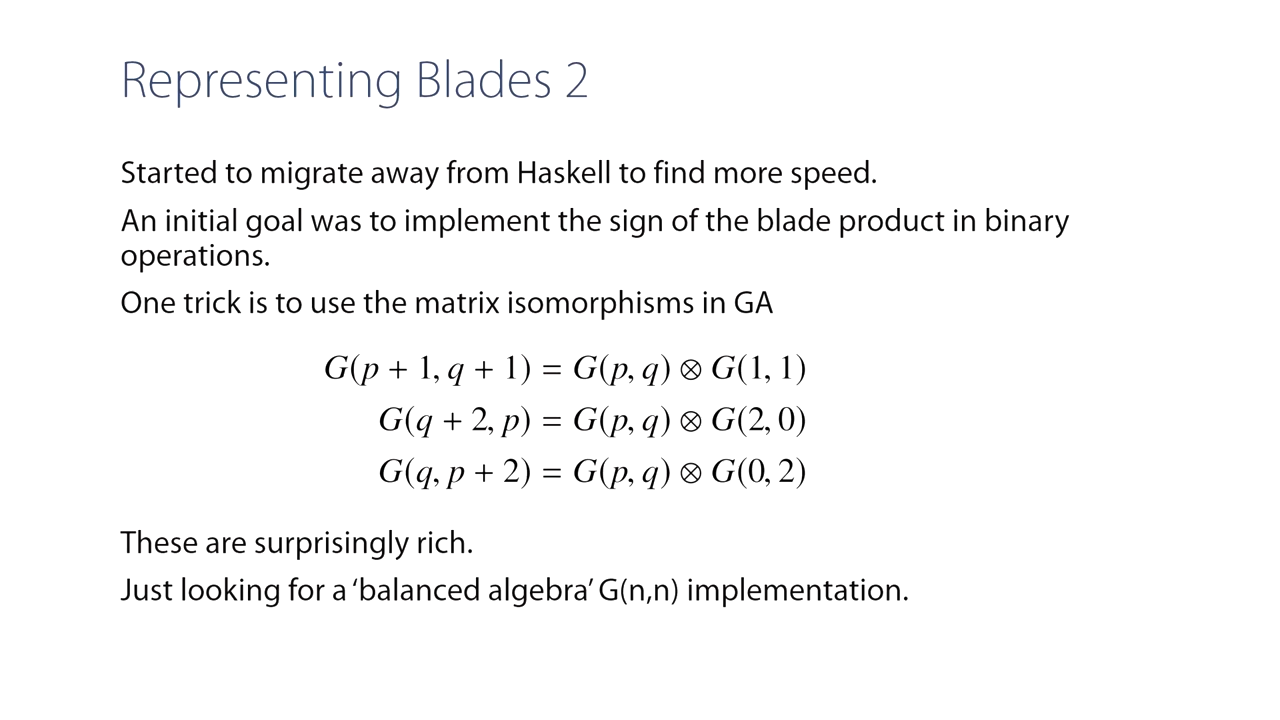 Representing Blades 2
Started to migrate away from Haskell to find more speed.
An initial goal was to implement the sign of the blade product in binary
operations.
One trick is to use the matrix isomorphisms in GA
G(p + 1, q + 1) = G(p, q) ⊗ G(1, 1)
G(q + 2, p) = G(p, q) ⊗ G(2, 0)
G(q, p + 2) = G(p, q) ⊗ G(0, 2)
These are surprisingly rich.
Just looking for a ‘balanced algebra’ G(n,n) implementation.